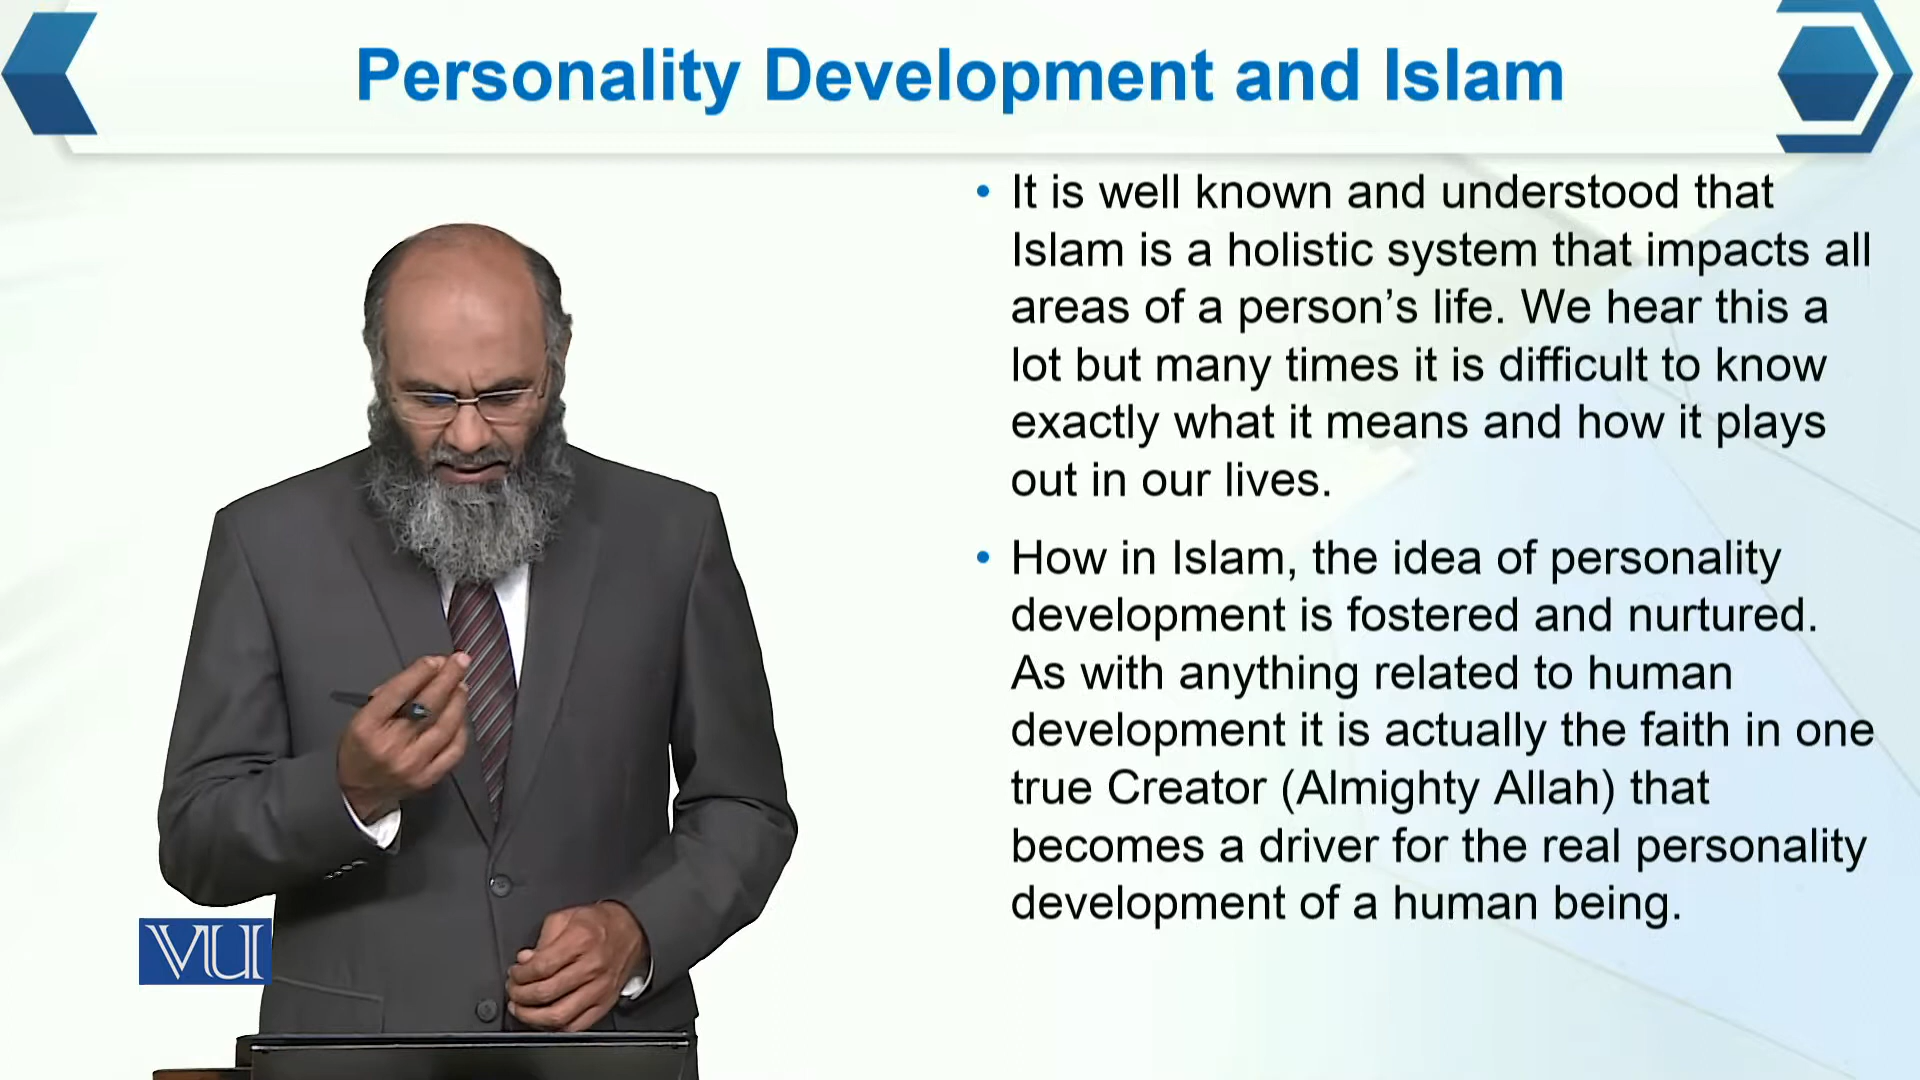 Personality Development and Islam
• It is well known and understood that
Islam is a holistic system that impacts all
areas of a person’s life. We hear this a
lot but many times it is difficult to know
exactly what it means and how it plays
out in our lives.
• How in Islam, the idea of personality
development is fostered and nurtured.
As with anything related to human
development it is actually the faith in one
true Creator (Almighty Allah) that
becomes a driver for the real personality
development of a human being.
VU